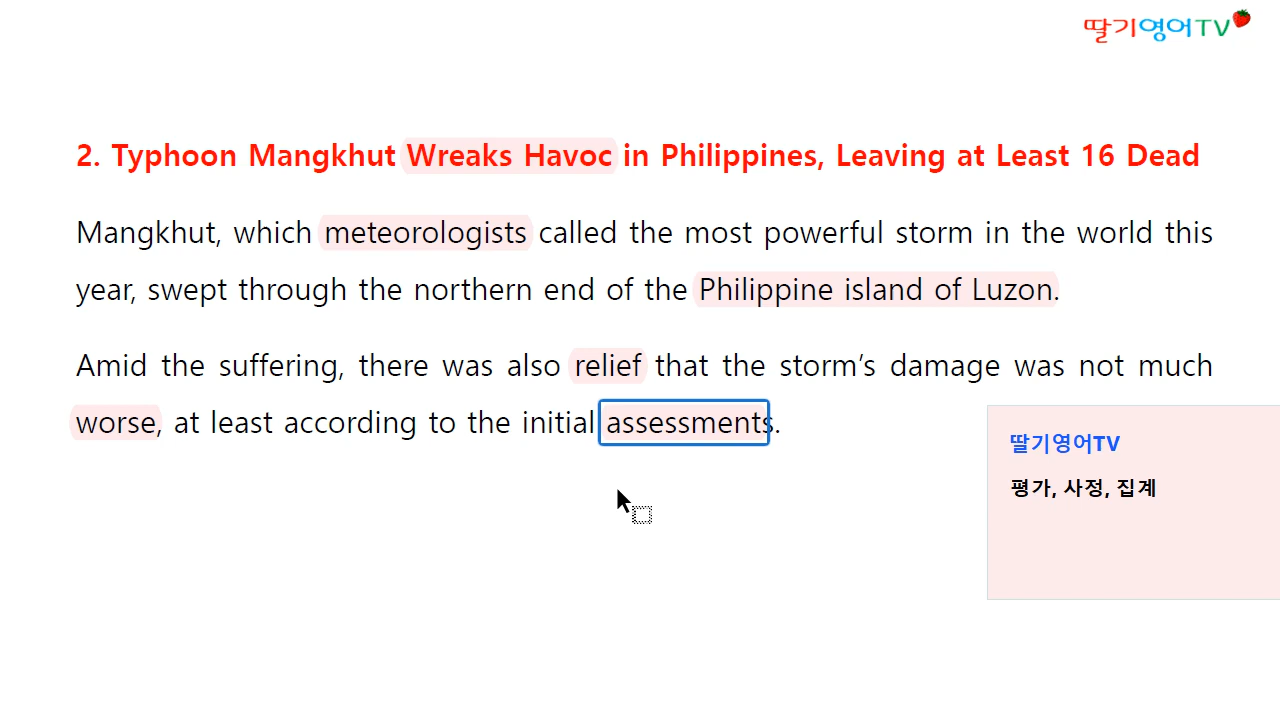 딸기영어TV
2. Typhoon Mangkhut Wreaks Havoc in Philippines, Leaving at Least 16 Dead
Mangkhut, which meteorologists called the most powerful storm in the world this
year, swept through the northern end of the Philippine island of Luzon.
Amid the suffering, there was also relief that the storm’s damage was not much
worse, at least according to the initial assessments.
딸기영어TV
평가, 사정, 집계